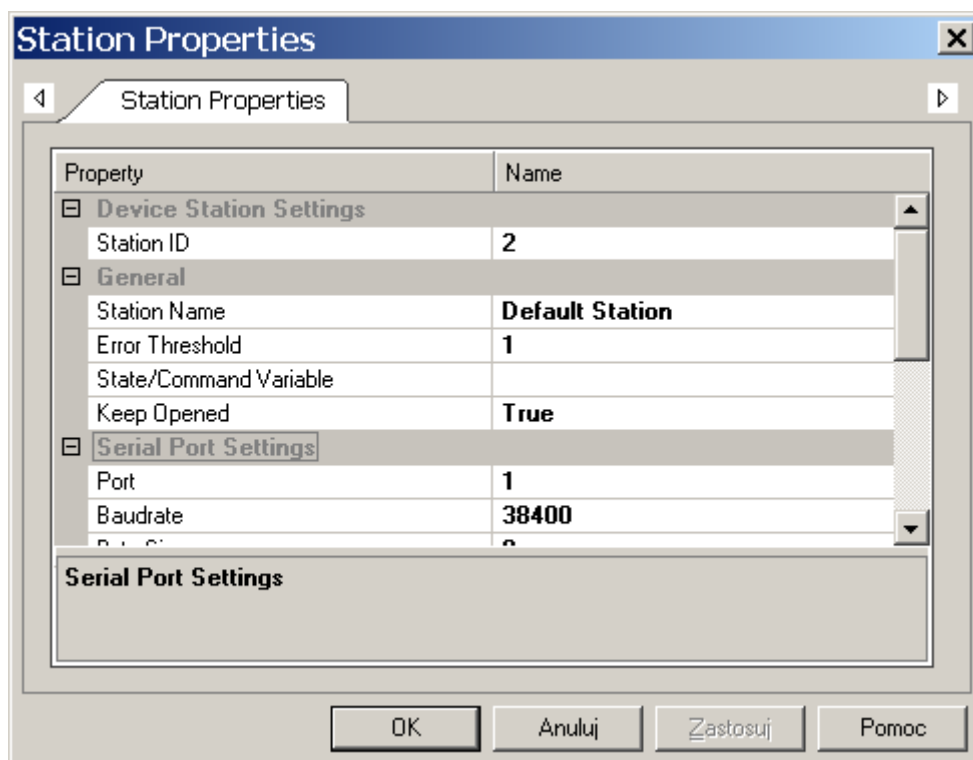 Station Properties
Station Properties
Property Name
Device Station Settings
Station ID 2
General
Station Name Default Station
Error Threshold 1
State/Command Variable
Keep Opened True
Serial Port Settings
Port 1
Baudrate 38400
Serial Port Settings
OK Anuluj Zastosuj Pomoc